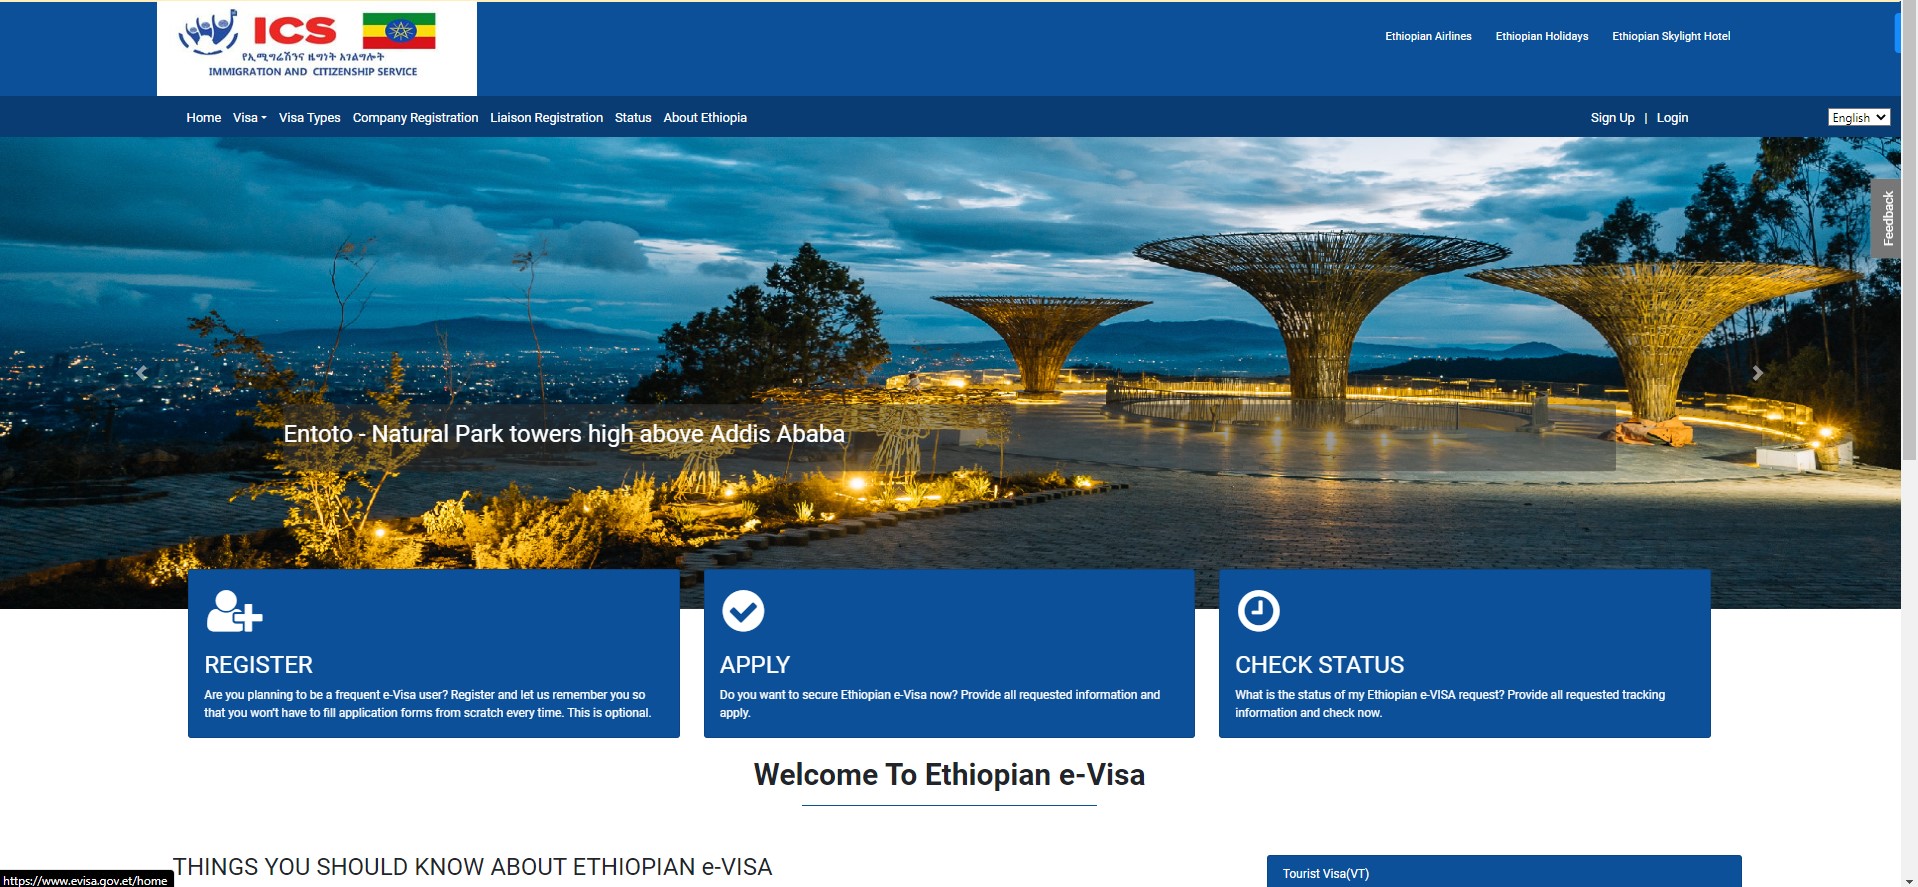 ICS
የኢሚግሬሽንና ዜግነት አገልግሎት
IMMIGRATION AND CITIZENSHIP SERVICE
Ethiopian Airlines
Ethiopian Holidays
Ethiopian Skylight Hotel
Home Visa Visa Types Company Registration Liaison Registration Status About Ethiopia
Sign Up | Login
English
Feedback
Entoto - Natural Park towers high above Addis Ababa
REGISTER
Are you planning to be a frequent e-Visa user? Register and let us remember you so
that you won't have to fill application forms from scratch every time. This is optional.
APPLY
Do you want to secure Ethiopian e-Visa now? Provide all requested information and
apply.
CHECK STATUS
What is the status of my Ethiopian e-VISA request? Provide all requested tracking
information and check now.
Welcome To Ethiopian e-Visa
THINGS YOU SHOULD KNOW ABOUT ETHIOPIAN e-VISA
Tourist Visa(VT)
https://www.evisa.gov.et/home